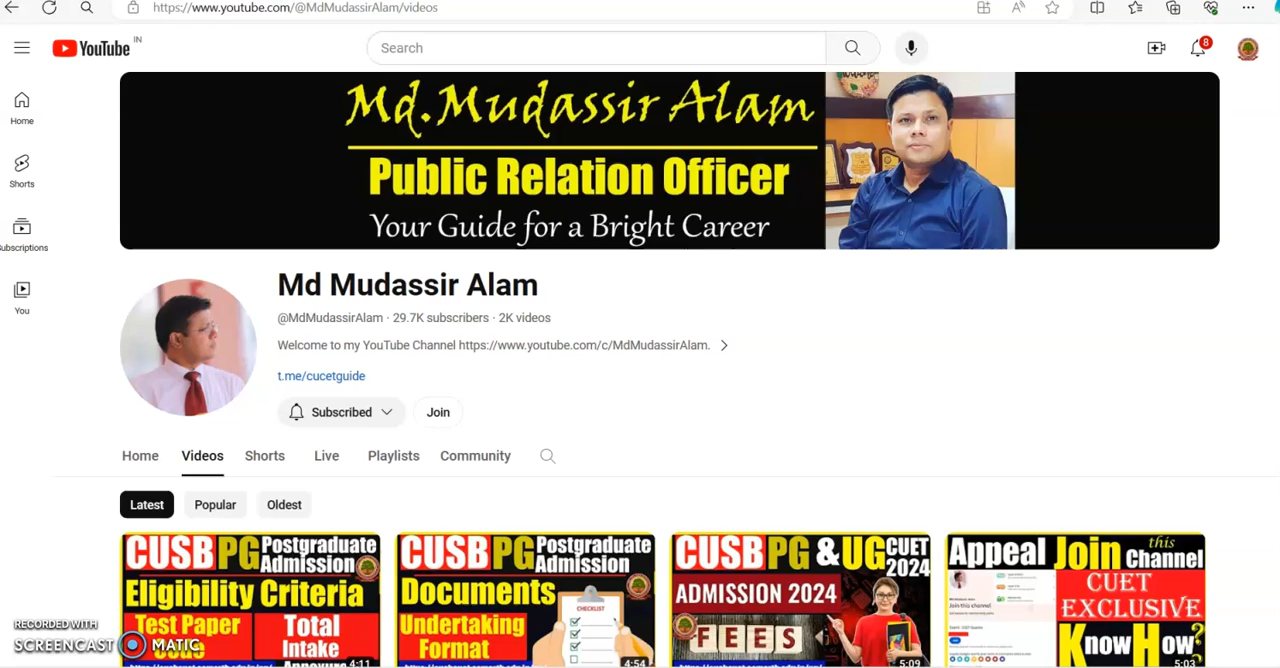 https://www.youtube.com/@MdMudassirAlam/videos
YouTube IN
Search
8
Home
Shorts
ubscriptions
You
Md.Mudassir Alam
Public Relation Officer
Your Guide for a Bright Career
Md Mudassir Alam
@MdMudassirAlam · 29.7K subscribers · 2K videos
Welcome to my YouTube Channel https://www.youtube.com/c/MdMudassirAlam.
t.me/cucetguide
Subscribed
Join
Home Videos Shorts Live Playlists Community
Latest Popular Oldest
CUSB PG Postgraduate Admission
Eligibility Criteria
Test Paper Code
Total Intake
4:11
CUSB PG Postgraduate Admission
Documents
CHECKLIST
Undertaking Format
4:54
CUSB PG & UG CUET 2024
ADMISSION 2024
FEES
5:09
Appeal Join this Channel
CUET
EXCLUSIVE
Know How?
5:03
RECORDED WITH
SCREENCAST MATIC